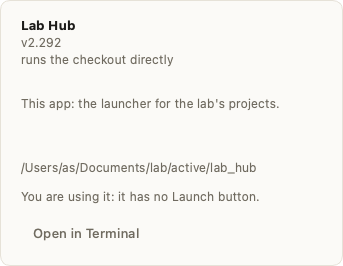 Lab Hub
v2.292
runs the checkout directly
This app: the launcher for the lab's projects.
/Users/as/Documents/lab/active/lab_hub
You are using it: it has no Launch button.
Open in Terminal